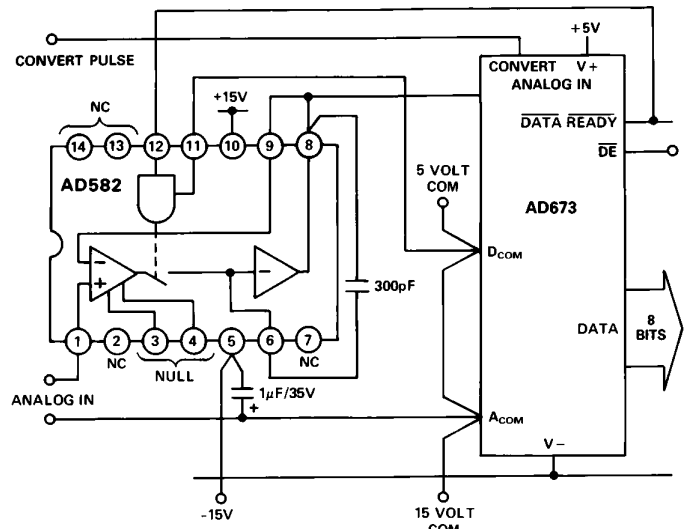 +5V
CONVERT PULSE
CONVERT V+
ANALOG IN
NC
+15V
DATA READY
14 13 12 11 10 9 8
DE
AD582
5 VOLT
COM
AD673
DCOM
300pF
DATA
8
BITS
1 2 3 4 5 6 7
NC
NC
NULL
1μF/35V
ANALOG IN
+
ACOM
V−
-15V
15 VOLT
COM
−
+
−